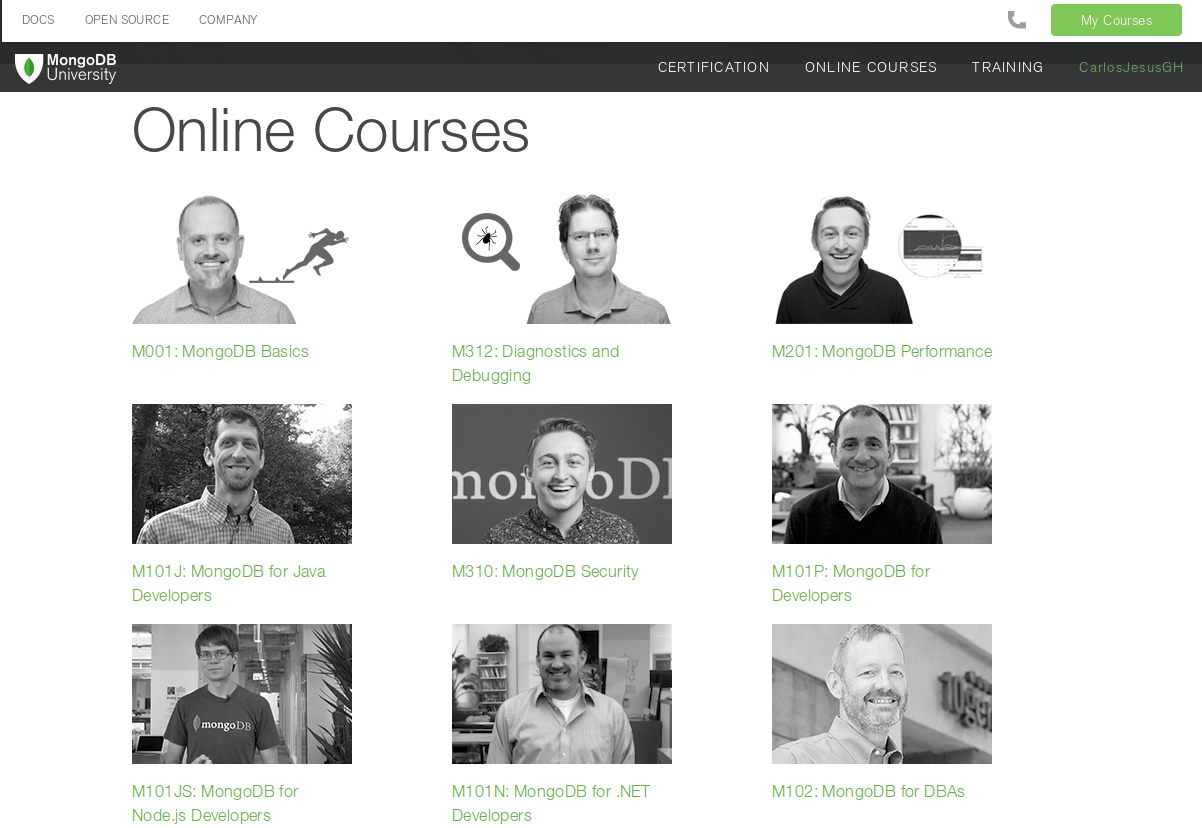 DOCS OPEN SOURCE COMPANY My Courses
MongoDB
University
CERTIFICATION ONLINE COURSES TRAINING CarlosJesusGH
Online Courses
M001: MongoDB Basics
M312: Diagnostics and
Debugging
M201: MongoDB Performance
mongoDB
M101J: MongoDB for Java
Developers
M310: MongoDB Security
M101P: MongoDB for
Developers
mongoDB
M101JS: MongoDB for
Node.js Developers
M101N: MongoDB for .NET
Developers
M102: MongoDB for DBAs